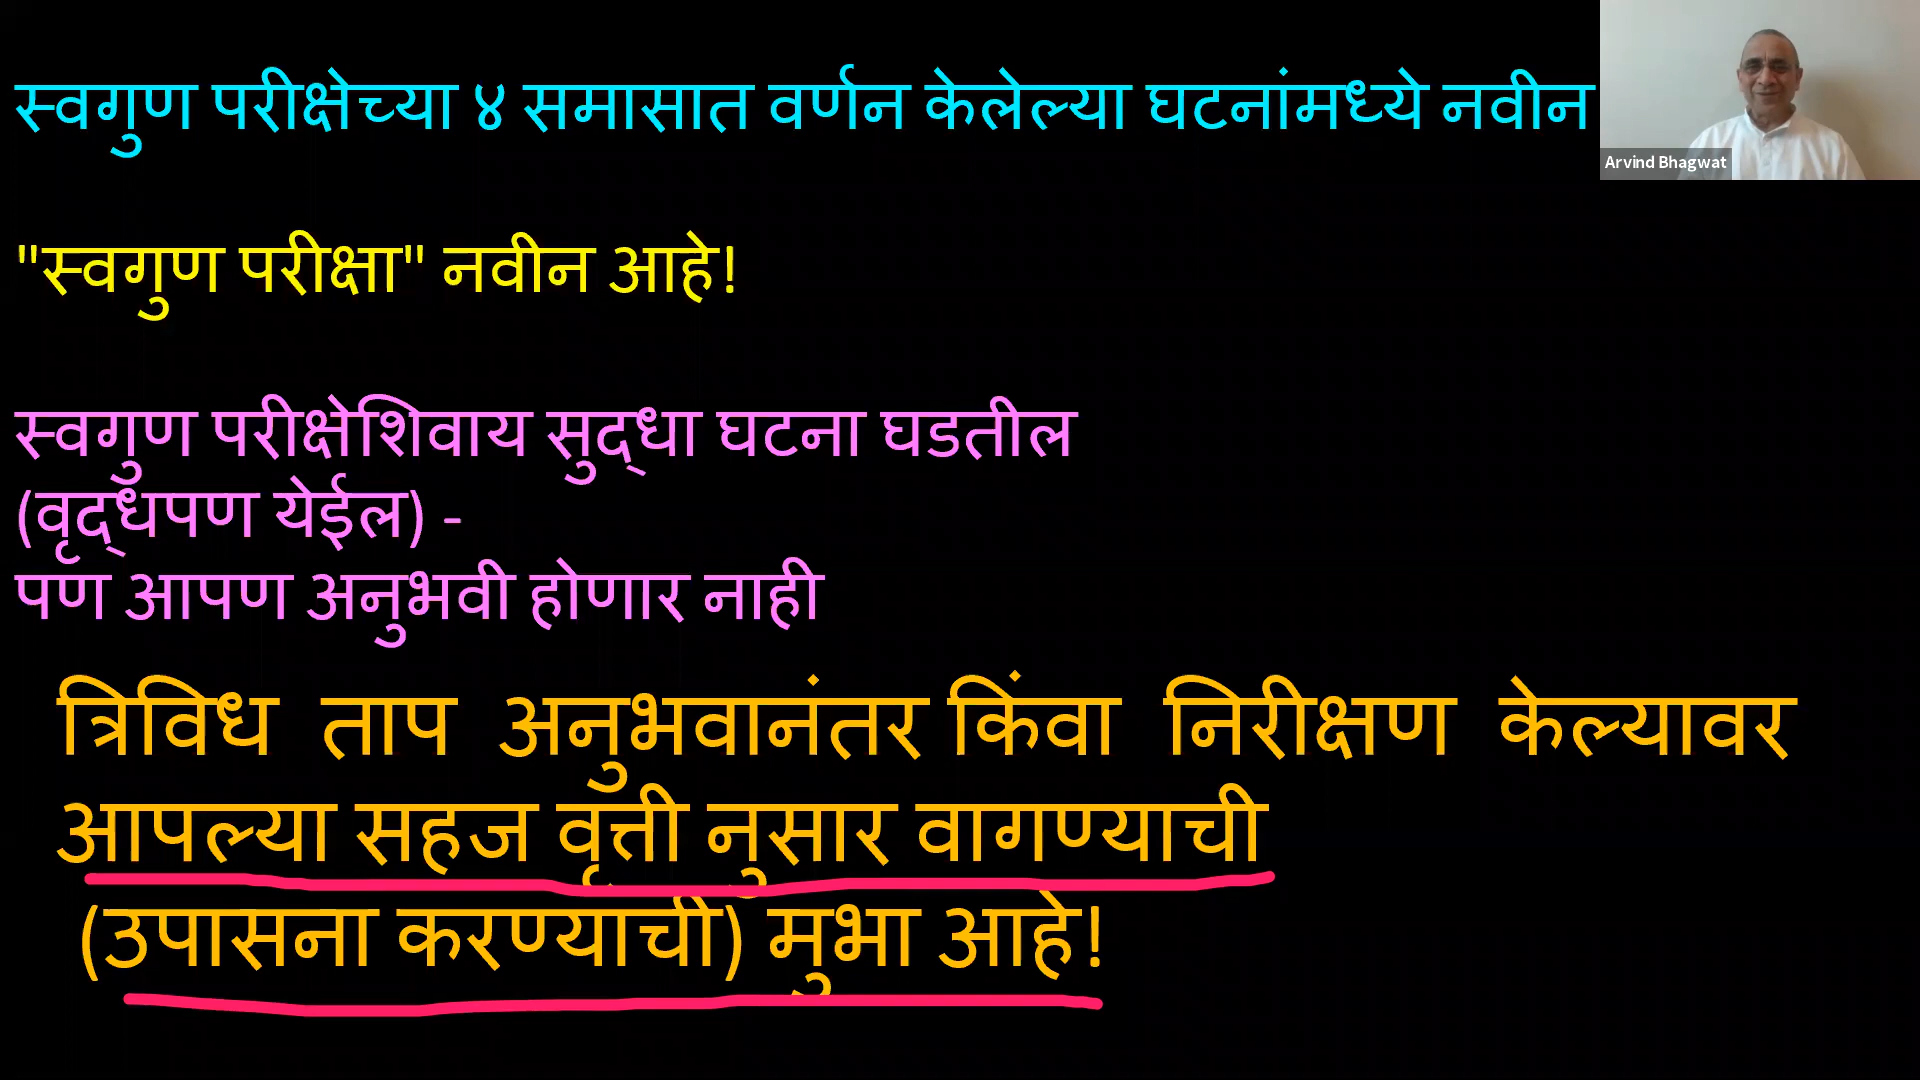 स्वगुण परीक्षेच्या ४ समासात वर्णन केलेल्या घटनांमध्ये नवीन
Arvind Bhagwat
"स्वगुण परीक्षा" नवीन आहे!
स्वगुण परीक्षेशिवाय सुद्धा घटना घडतील
(वृद्धपण येईल) -
पण आपण अनुभवी होणार नाही
त्रिविध ताप अनुभवानंतर किंवा निरीक्षण केल्यावर
आपल्या सहज वृत्ती नुसार वागण्याची
(उपासना करण्याची) मुभा आहे!